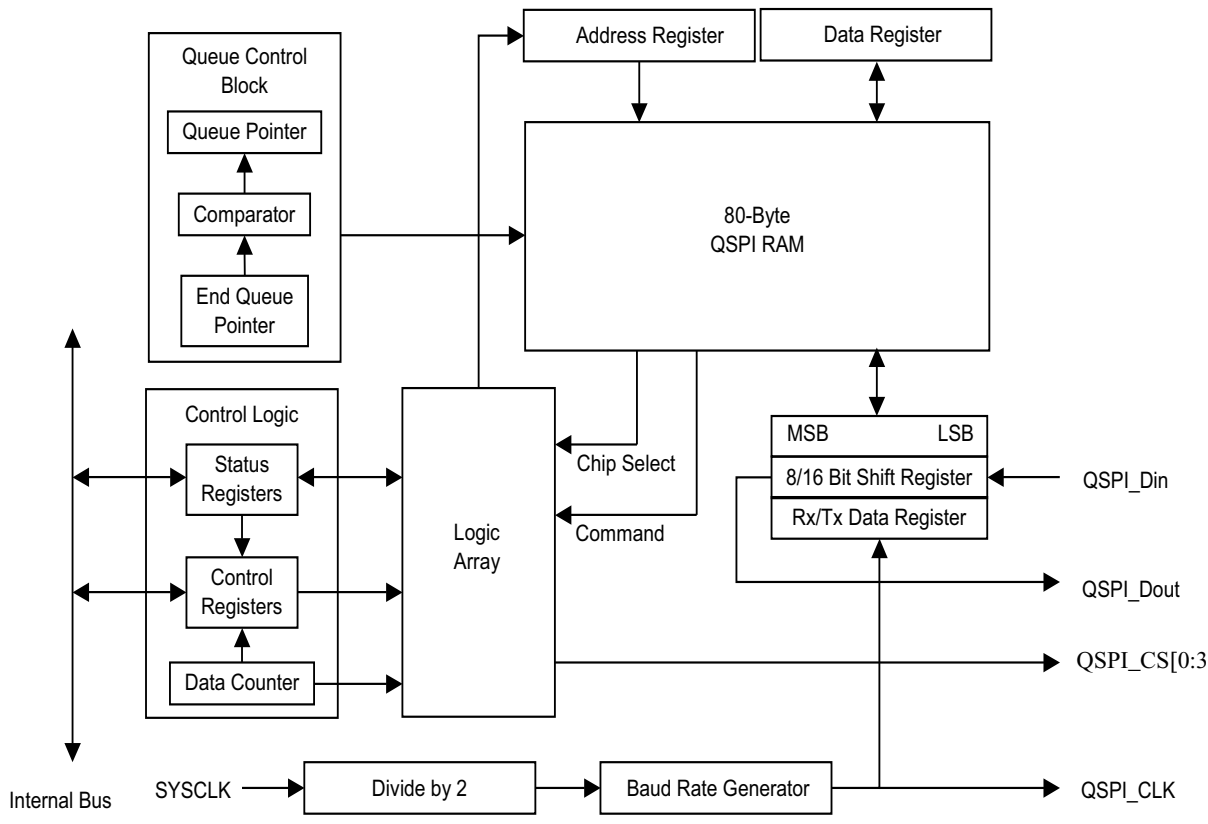 Address Register
Data Register
Queue Control
Block
Queue Pointer
Comparator
End Queue
Pointer
80-Byte
QSPI RAM
Control Logic
Status
Registers
Control
Registers
Data Counter
Logic
Array
Chip Select
Command
MSB LSB
8/16 Bit Shift Register
Rx/Tx Data Register
QSPI_Din
QSPI_Dout
QSPI_CS[0:3
Internal Bus
SYSCLK
Divide by 2
Baud Rate Generator
QSPI_CLK